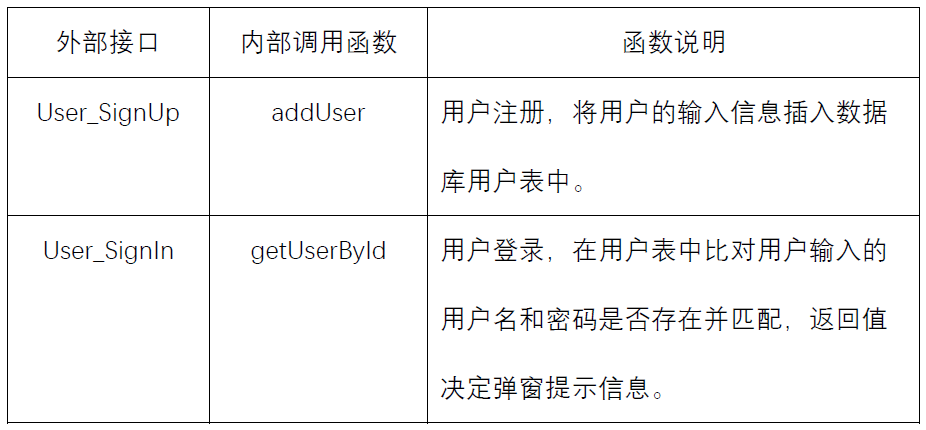 外部接口 内部调用函数 函数说明
User_SignUp addUser 用户注册，将用户的输入信息插入数据
库用户表中。
User_SignIn getUserById 用户登录，在用户表中比对用户输入的
用户名和密码是否存在并匹配，返回值
决定弹窗提示信息。